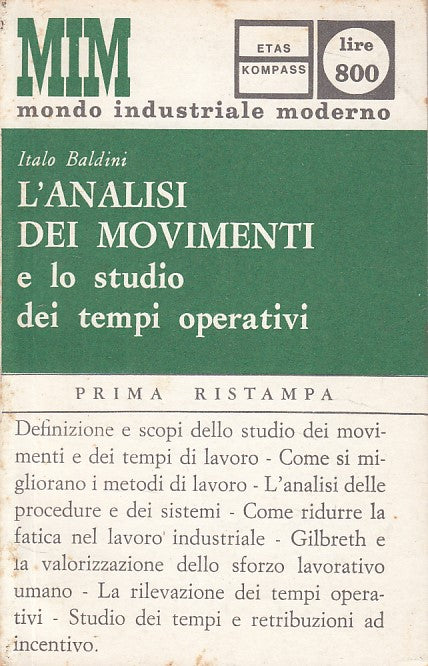 MIM
ETAS
KOMPASS
lire
800
mondo industriale moderno
Italo Baldini
L'ANALISI
DEI MOVIMENTI
e lo studio
dei tempi operativi
PRIMA RISTAMPA
Definizione e scopi dello studio dei movi-
menti e dei tempi di lavoro - Come si mi-
gliorano i metodi di lavoro - L'analisi delle
procedure e dei sistemi - Come ridurre la
fatica nel lavoro industriale - Gilbreth e
la valorizzazione dello sforzo lavorativo
umano - La rilevazione dei tempi opera-
tivi - Studio dei tempi e retribuzioni ad
incentivo.